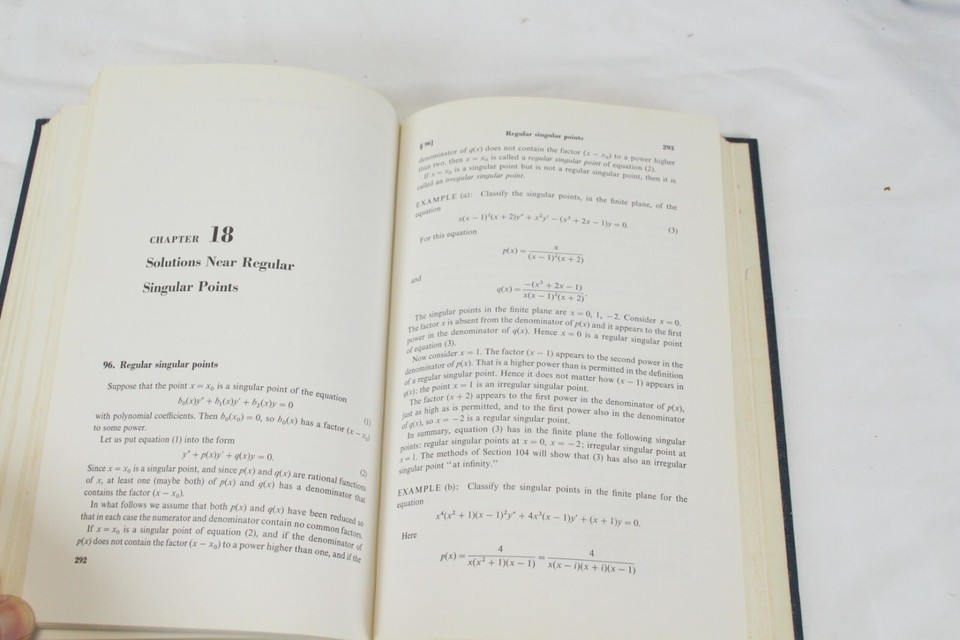 CHAPTER 18
Solutions Near Regular
Singular Points
96. Regular singular points
Suppose that the point x = x₀ is a singular point of the equation
b₀(x)y″ + b₁(x)y′ + b₂(x)y = 0
(1)
with polynomial coefficients. Then b₀(x₀) = 0, so b₀(x) has a factor (x − x₀)
to some power.
Let us put equation (1) into the form
y″ + p(x)y′ + q(x)y = 0.
(2)
Since x = x₀ is a singular point, and since p(x) and q(x) are rational functions
of x, at least one (maybe both) of p(x) and q(x) has a denominator that
contains the factor (x − x₀).
In what follows we assume that both p(x) and q(x) have been reduced so
that in each case the numerator and denominator contain no common factors.
If x = x₀ is a singular point of equation (2), and if the denominator of
p(x) does not contain the factor (x − x₀) to a power higher than one, and if the
292
§ 96] Regular singular points 293
denominator of q(x) does not contain the factor (x − x₀) to a power higher
than two, then x = x₀ is called a regular singular point of equation (2).
If x = x₀ is a singular point but is not a regular singular point, then it is
called an irregular singular point.
EXAMPLE (a): Classify the singular points, in the finite plane, of the
equation
x(x − 1)²(x + 2)y″ + x²y′ − (x³ + 2x − 1)y = 0.
(3)
For this equation
p(x) = x / (x − 1)²(x + 2)
and
q(x) = −(x³ + 2x − 1) / x(x − 1)²(x + 2).
The singular points in the finite plane are x = 0, 1, −2. Consider x = 0.
The factor x is absent from the denominator of p(x) and it appears to the first
power in the denominator of q(x). Hence x = 0 is a regular singular point
of equation (3).
Now consider x = 1. The factor (x − 1) appears to the second power in the
denominator of p(x). That is a higher power than is permitted in the definition
of a regular singular point. Hence it does not matter how (x − 1) appears in
q(x); the point x = 1 is an irregular singular point.
The factor (x + 2) appears to the first power in the denominator of p(x),
just as high as is permitted, and to the first power also in the denominator
of q(x), so x = −2 is a regular singular point.
In summary, equation (3) has in the finite plane the following singular
points: regular singular points at x = 0, x = −2; irregular singular point at
x = 1. The methods of Section 104 will show that (3) has also an irregular
singular point "at infinity."
EXAMPLE (b): Classify the singular points in the finite plane for the
equation
x⁴(x² + 1)(x − 1)²y″ + 4x³(x − 1)y′ + (x + 1)y = 0.
Here
p(x) = 4 / x(x² + 1)(x − 1) = 4 / x(x − i)(x + i)(x − 1)